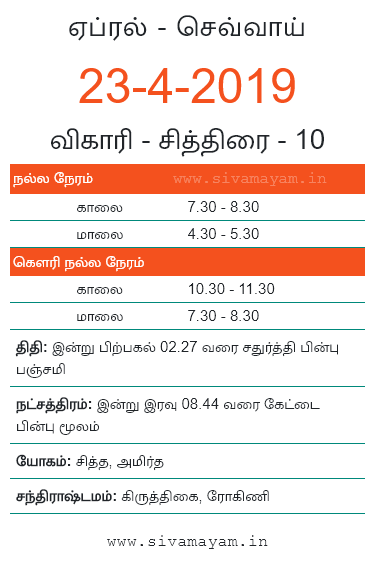 ஏப்ரல் - செவ்வாய்
23-4-2019
விகாரி - சித்திரை - 10
நல்ல நேரம் www.sivamayam.in
காலை 7.30 - 8.30
மாலை 4.30 - 5.30
கௌரி நல்ல நேரம்
காலை 10.30 - 11.30
மாலை 7.30 - 8.30
திதி: இன்று பிற்பகல் 02.27 வரை சதுர்த்தி பின்பு
பஞ்சமி
நட்சத்திரம்: இன்று இரவு 08.44 வரை கேட்டை
பின்பு மூலம்
யோகம்: சித்த, அமிர்த
சந்திராஷ்டமம்: கிருத்திகை, ரோகிணி
www.sivamayam.in